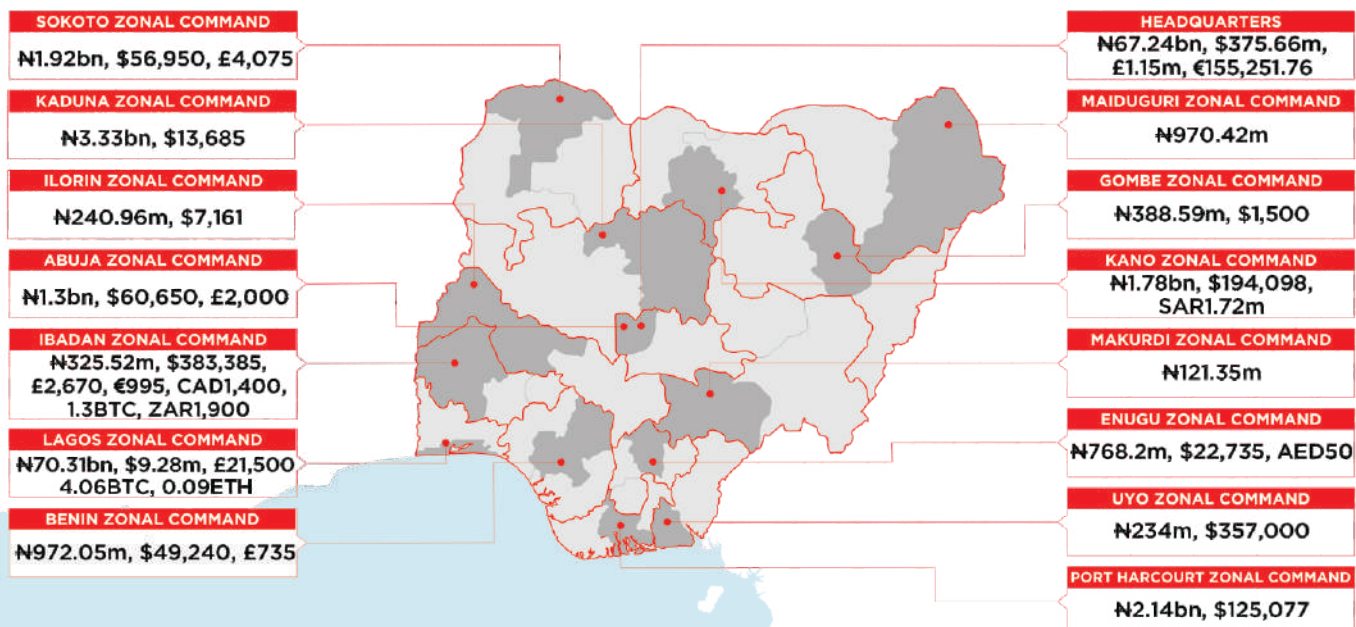 SOKOTO ZONAL COMMAND
₦1.92bn, $56,950, £4,075
KADUNA ZONAL COMMAND
₦3.33bn, $13,685
ILORIN ZONAL COMMAND
₦240.96m, $7,161
ABUJA ZONAL COMMAND
₦1.3bn, $60,650, £2,000
IBADAN ZONAL COMMAND
₦325.52m, $383,385,
£2,670, €995, CAD1,400,
1.3BTC, ZAR1,900
LAGOS ZONAL COMMAND
₦70.31bn, $9.28m, £21,500
4.06BTC, 0.09ETH
BENIN ZONAL COMMAND
₦972.05m, $49,240, £735
HEADQUARTERS
₦67.24bn, $375.66m,
£1.15m, €155,251.76
MAIDUGURI ZONAL COMMAND
₦970.42m
GOMBE ZONAL COMMAND
₦388.59m, $1,500
KANO ZONAL COMMAND
₦1.78bn, $194,098,
SAR1.72m
MAKURDI ZONAL COMMAND
₦121.35m
ENUGU ZONAL COMMAND
₦768.2m, $22,735, AED50
UYO ZONAL COMMAND
₦234m, $357,000
PORT HARCOURT ZONAL COMMAND
₦2.14bn, $125,077